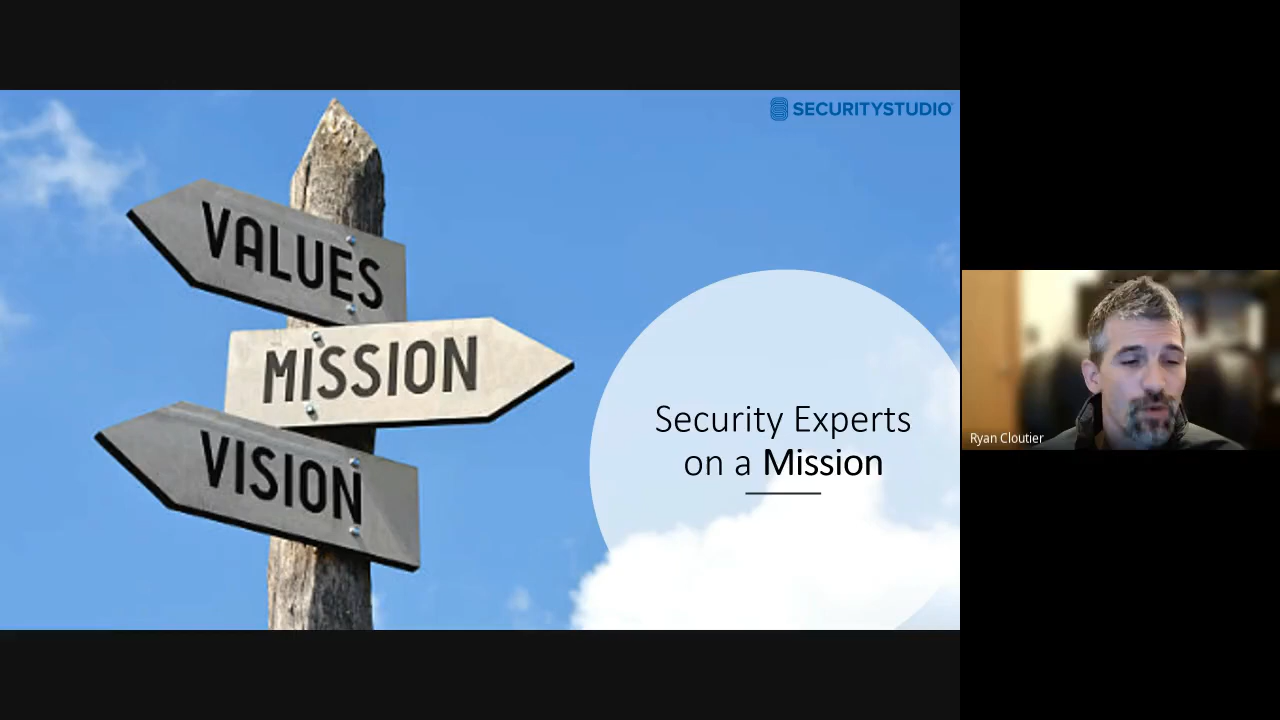 SECURITYSTUDIO
VALUES
MISSION
VISION
Security Experts
on a Mission
Ryan Cloutier